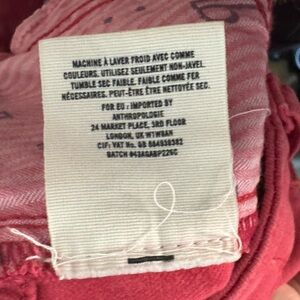 MACHINE À LAVER FROID AVEC COMME
COULEURS. UTILISEZ SEULEMENT NON-JAVEL.
TUMBLE SEC FAIBLE. FAIBLE COMME FER
NÉCESSAIRES. PEUT-ÊTRE ÊTRE NETTOYÉE SEC.
FOR EU: IMPORTED BY
ANTHROPOLOGIE
24 MARKET PLACE, 3RD FLOOR
LONDON, UK W1W8AN
CIF: VAT No. GB 884938382
BATCH #43AGABP226C